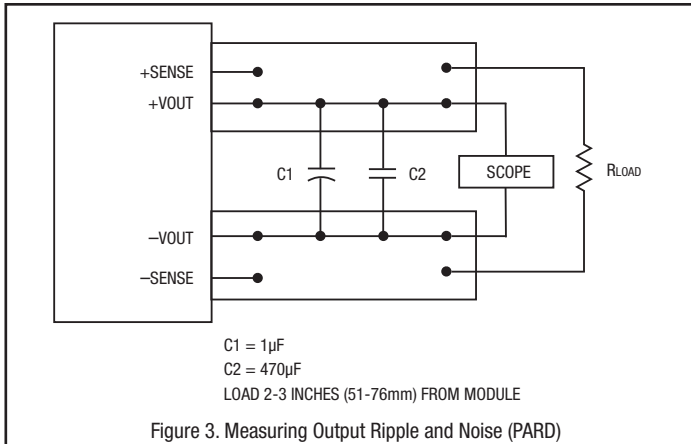 +SENSE
+VOUT
C1
C2
SCOPE
RLOAD
−VOUT
−SENSE
C1 = 1µF
C2 = 470µF
LOAD 2-3 INCHES (51-76mm) FROM MODULE
Figure 3. Measuring Output Ripple and Noise (PARD)